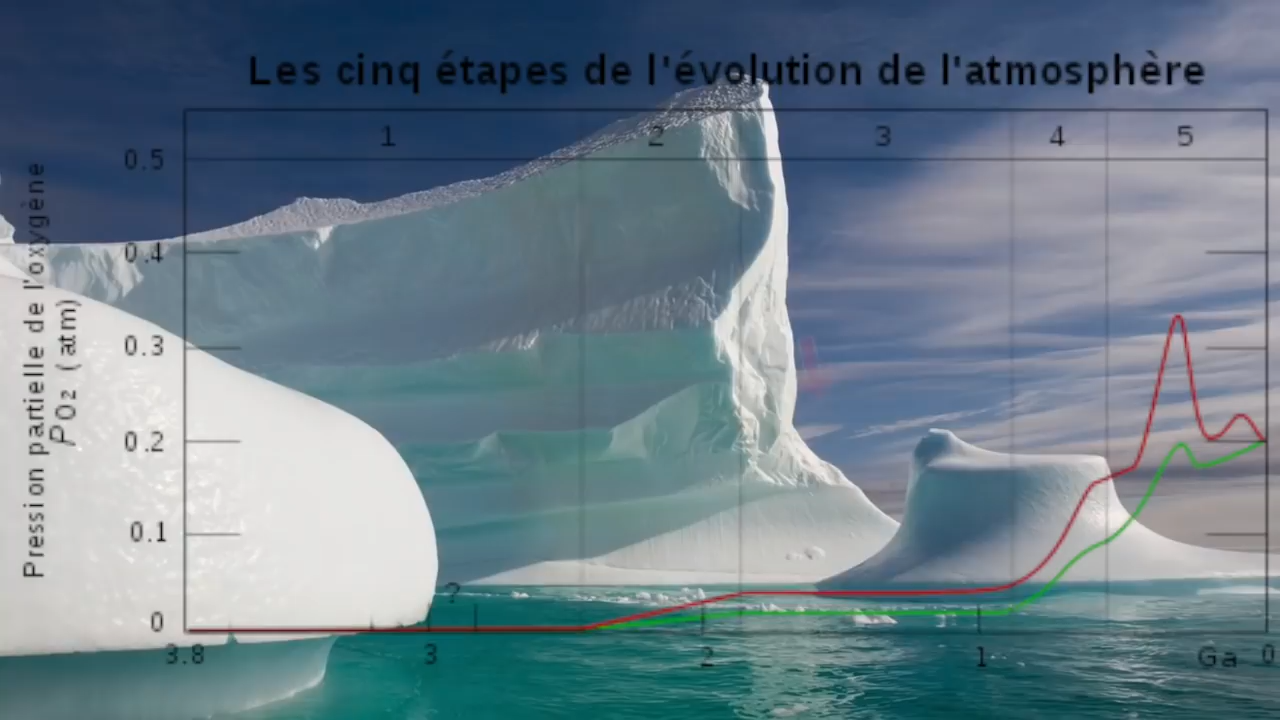 Les cinq étapes de l'évolution de l'atmosphère
1 2 3 4 5
0.5
0.4
0.3
0.2
0.1
0
Pression partielle de l'oxygène
PO₂ (atm)
?
3.8 3 2 1 Ga 0